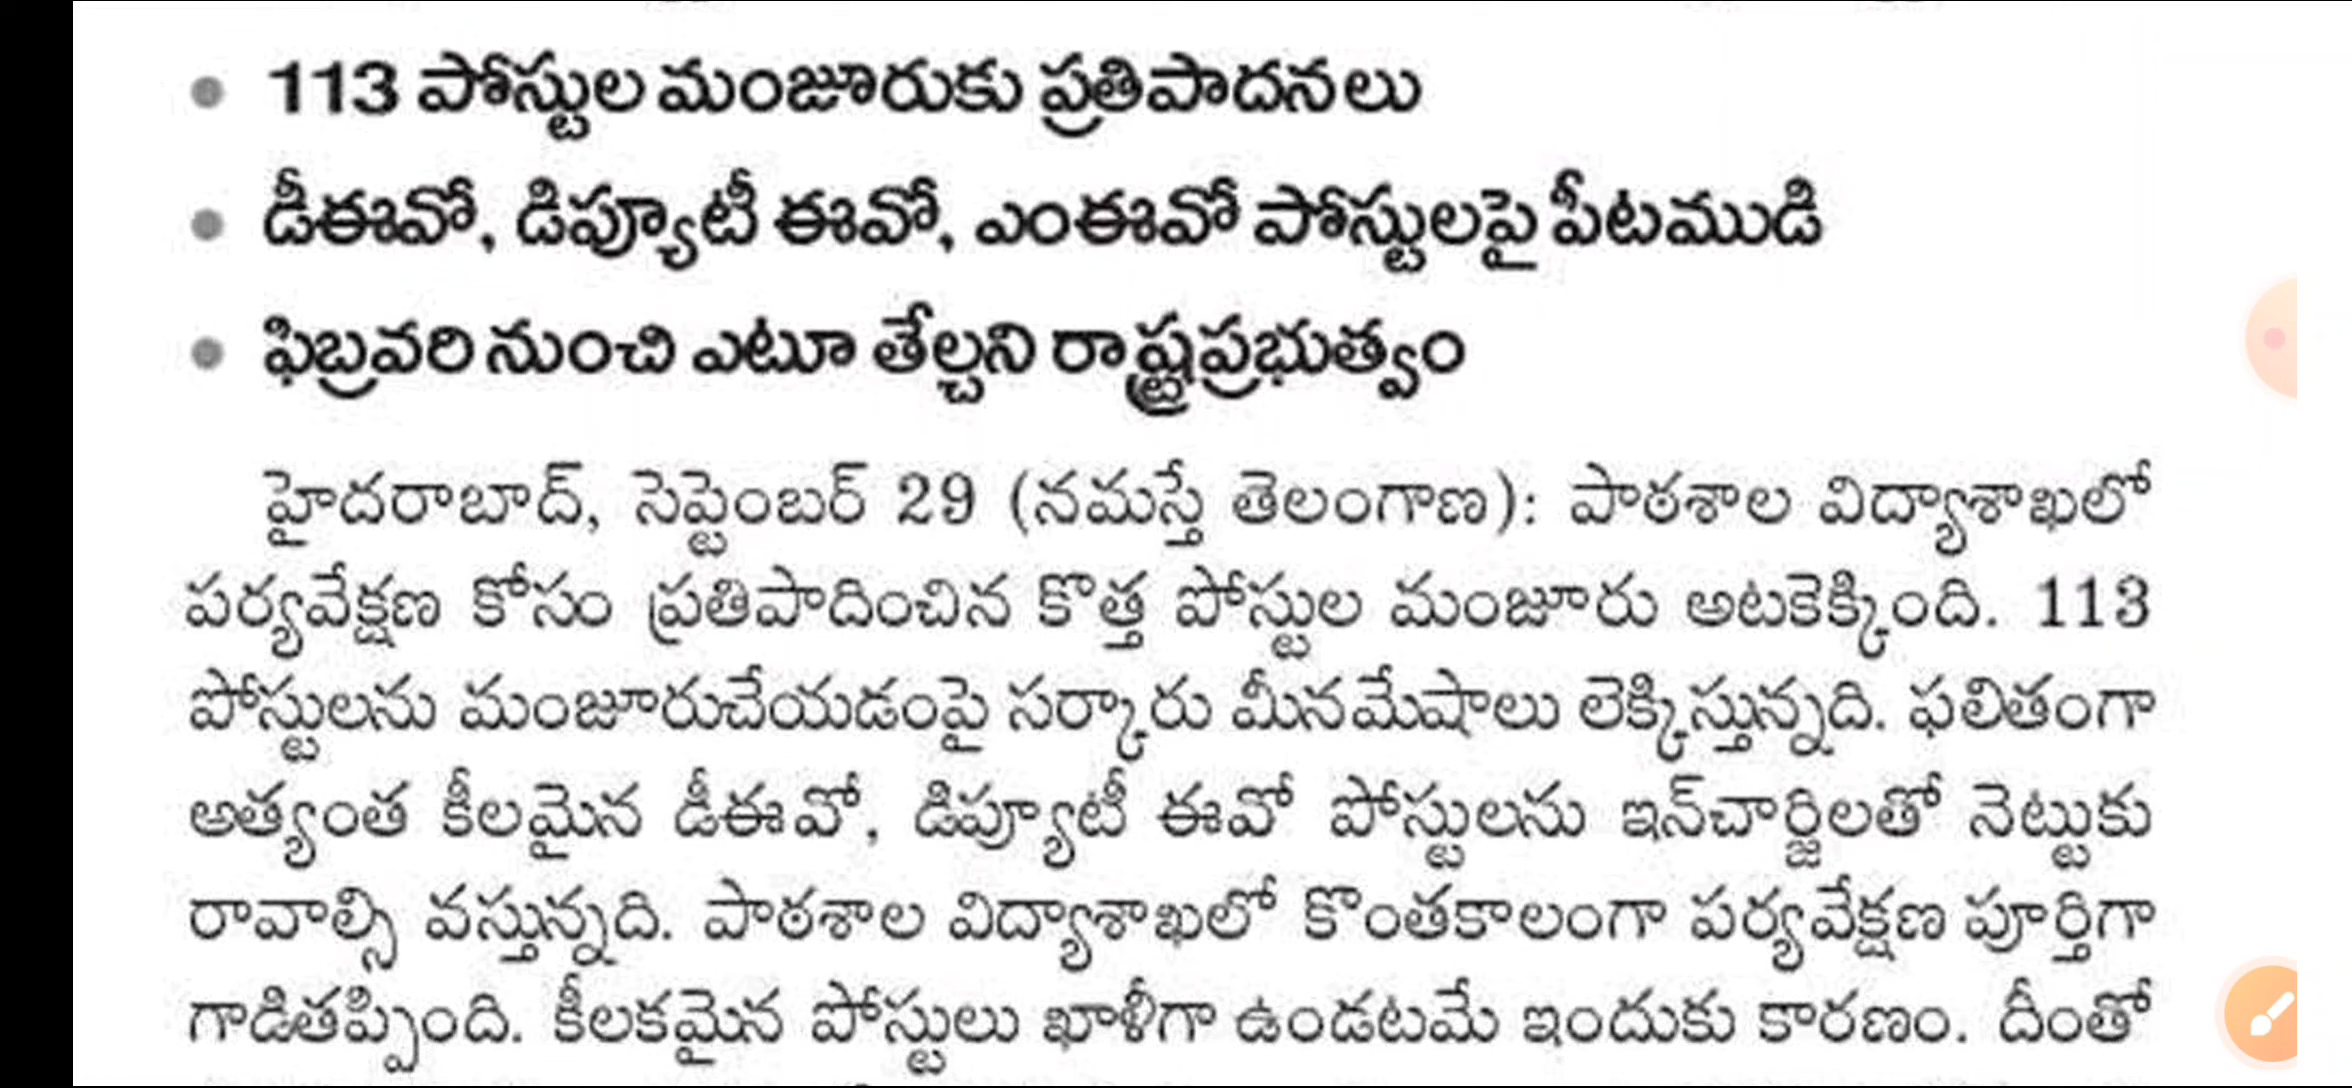 • 113 పోస్టుల మంజూరుకు ప్రతిపాదనలు
• డీఈవో, డిప్యూటీ ఈవో, ఎంఈవో పోస్టులపై పీటముడి
• ఫిబ్రవరి నుంచి ఎటూ తేల్చని రాష్ట్రప్రభుత్వం
హైదరాబాద్, సెప్టెంబర్ 29 (నమస్తే తెలంగాణ): పాఠశాల విద్యాశాఖలో
పర్యవేక్షణ కోసం ప్రతిపాదించిన కొత్త పోస్టుల మంజూరు అటకెక్కింది. 113
పోస్టులను మంజూరుచేయడంపై సర్కారు మీనమేషాలు లెక్కిస్తున్నది. ఫలితంగా
అత్యంత కీలమైన డీఈవో, డిప్యూటీ ఈవో పోస్టులను ఇన్‌చార్జిలతో నెట్టుకు
రావాల్సి వస్తున్నది. పాఠశాల విద్యాశాఖలో కొంతకాలంగా పర్యవేక్షణ పూర్తిగా
గాడితప్పింది. కీలకమైన పోస్టులు ఖాళీగా ఉండటమే ఇందుకు కారణం. దీంతో